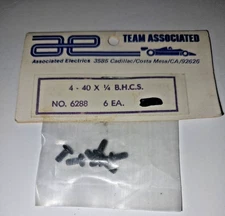 ae
TEAM ASSOCIATED
Associated Electrics 3585 Cadillac/Costa Mesa/CA/92626
4 - 40 X ¼ B.H.C.S.
NO. 6288 6 EA.